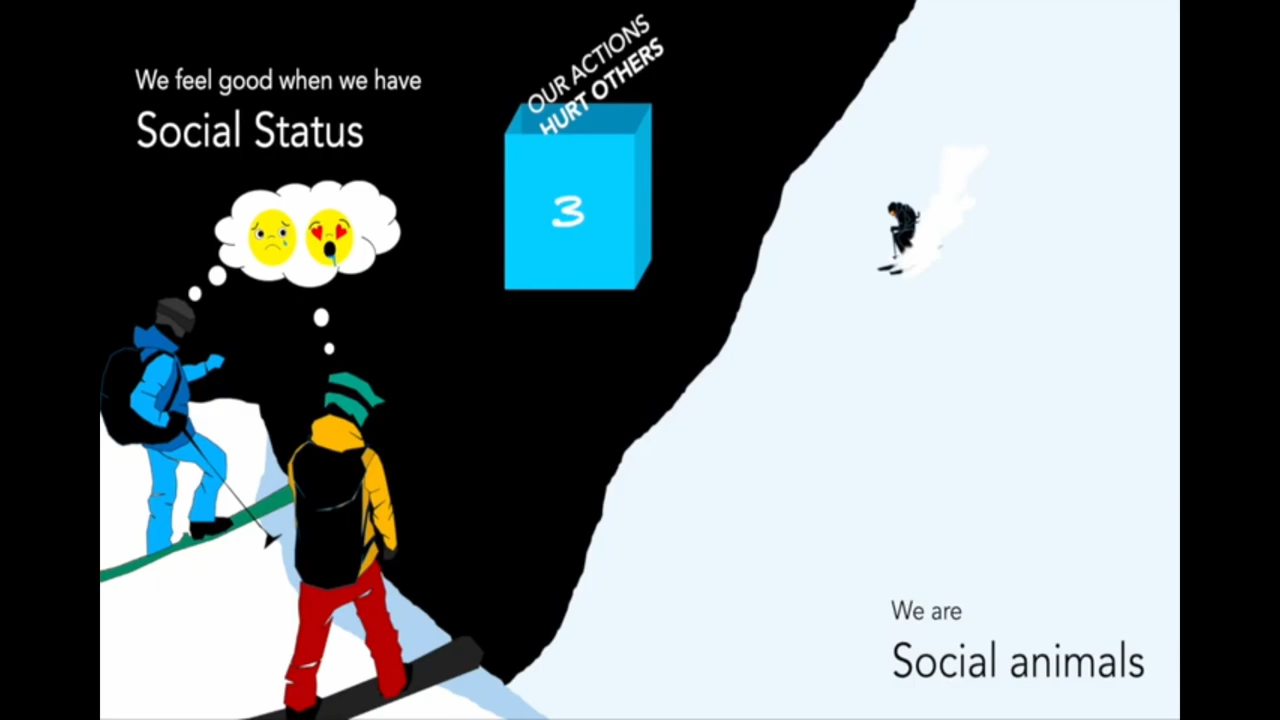 We feel good when we have
Social Status
OUR ACTIONS
HURT OTHERS
3
We are
Social animals